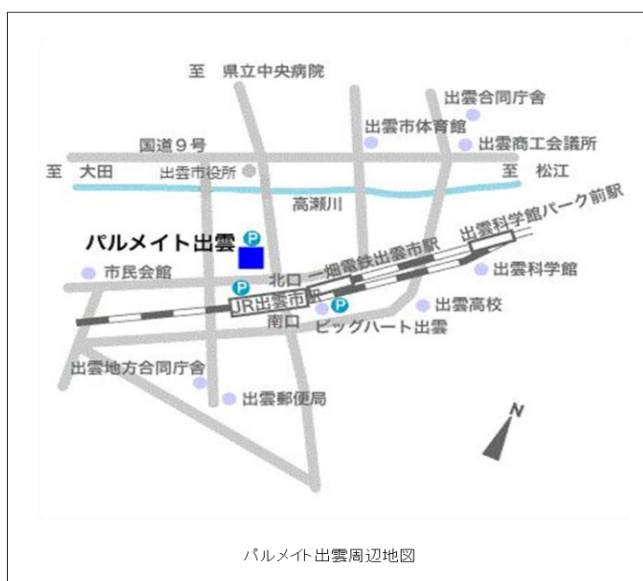 至　県立中央病院
出雲合同庁舎
出雲市体育館
出雲商工会議所
国道９号
至　大田
出雲市役所
至　松江
高瀬川
出雲科学館パーク前駅
パルメイト出雲
P
一畑電鉄出雲市駅
市民会館
北口
出雲科学館
P
JR出雲市駅
P
出雲高校
南口
ビッグハート出雲
出雲地方合同庁舎
出雲郵便局
N
パルメイト出雲周辺地図